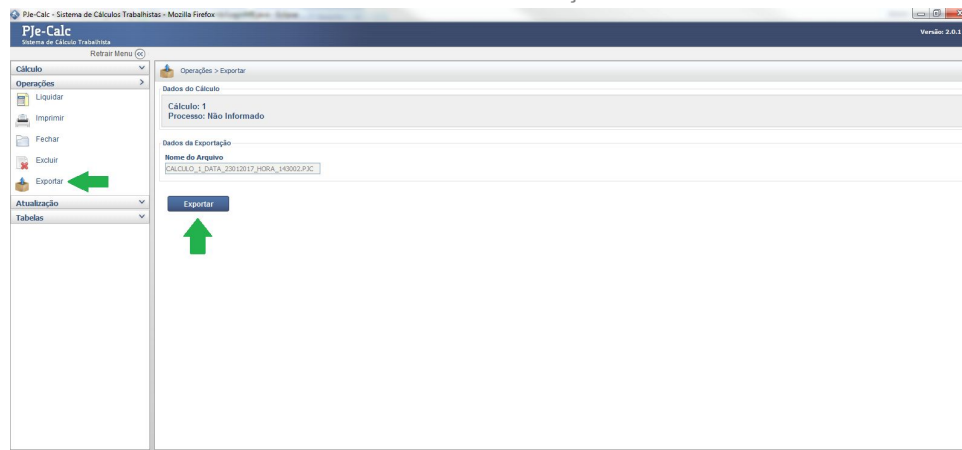 PJe-Calc - Sistema de Cálculos Trabalhistas - Mozilla Firefox
PJe-Calc
Sistema de Cálculo Trabalhista
Versão: 2.0.1
Retrair Menu
Cálculo
Operações
Liquidar
Imprimir
Fechar
Excluir
Exportar
Atualização
Tabelas
Operações > Exportar
Dados do Cálculo
Cálculo: 1
Processo: Não Informado
Dados da Exportação
Nome do Arquivo
CALCULO_1_DATA_23012017_HORA_143002.PJC
Exportar